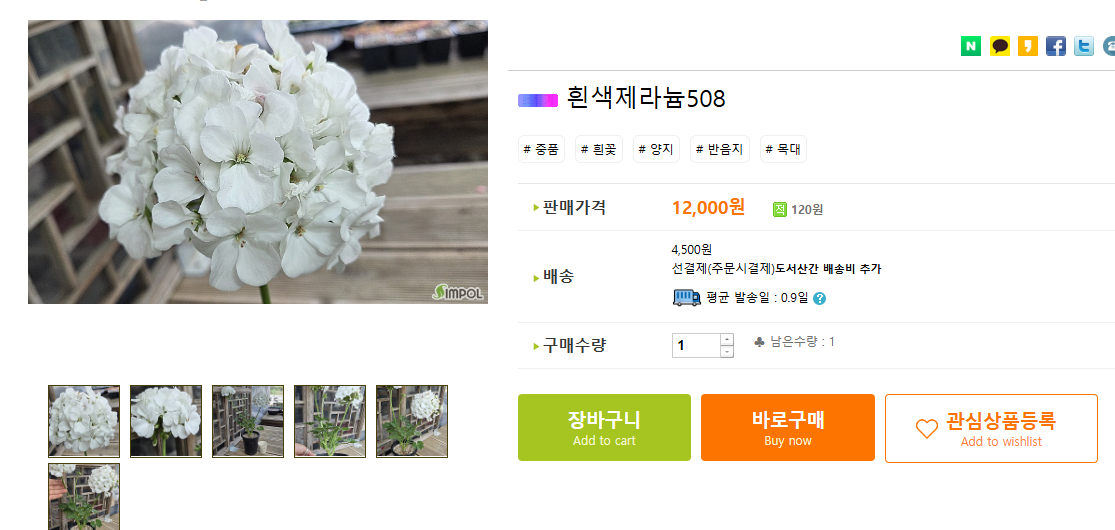 흰색제라늄508
# 중품 # 흰꽃 # 양지 # 반음지 # 목대
판매가격 12,000원 적 120원
배송
4,500원
선결제(주문시결제)도서산간 배송비 추가
평균 발송일 : 0.9일 ?
구매수량 1 ♣ 남은수량 : 1
장바구니
Add to cart
바로구매
Buy now
관심상품등록
Add to wishlist
SIMPOL